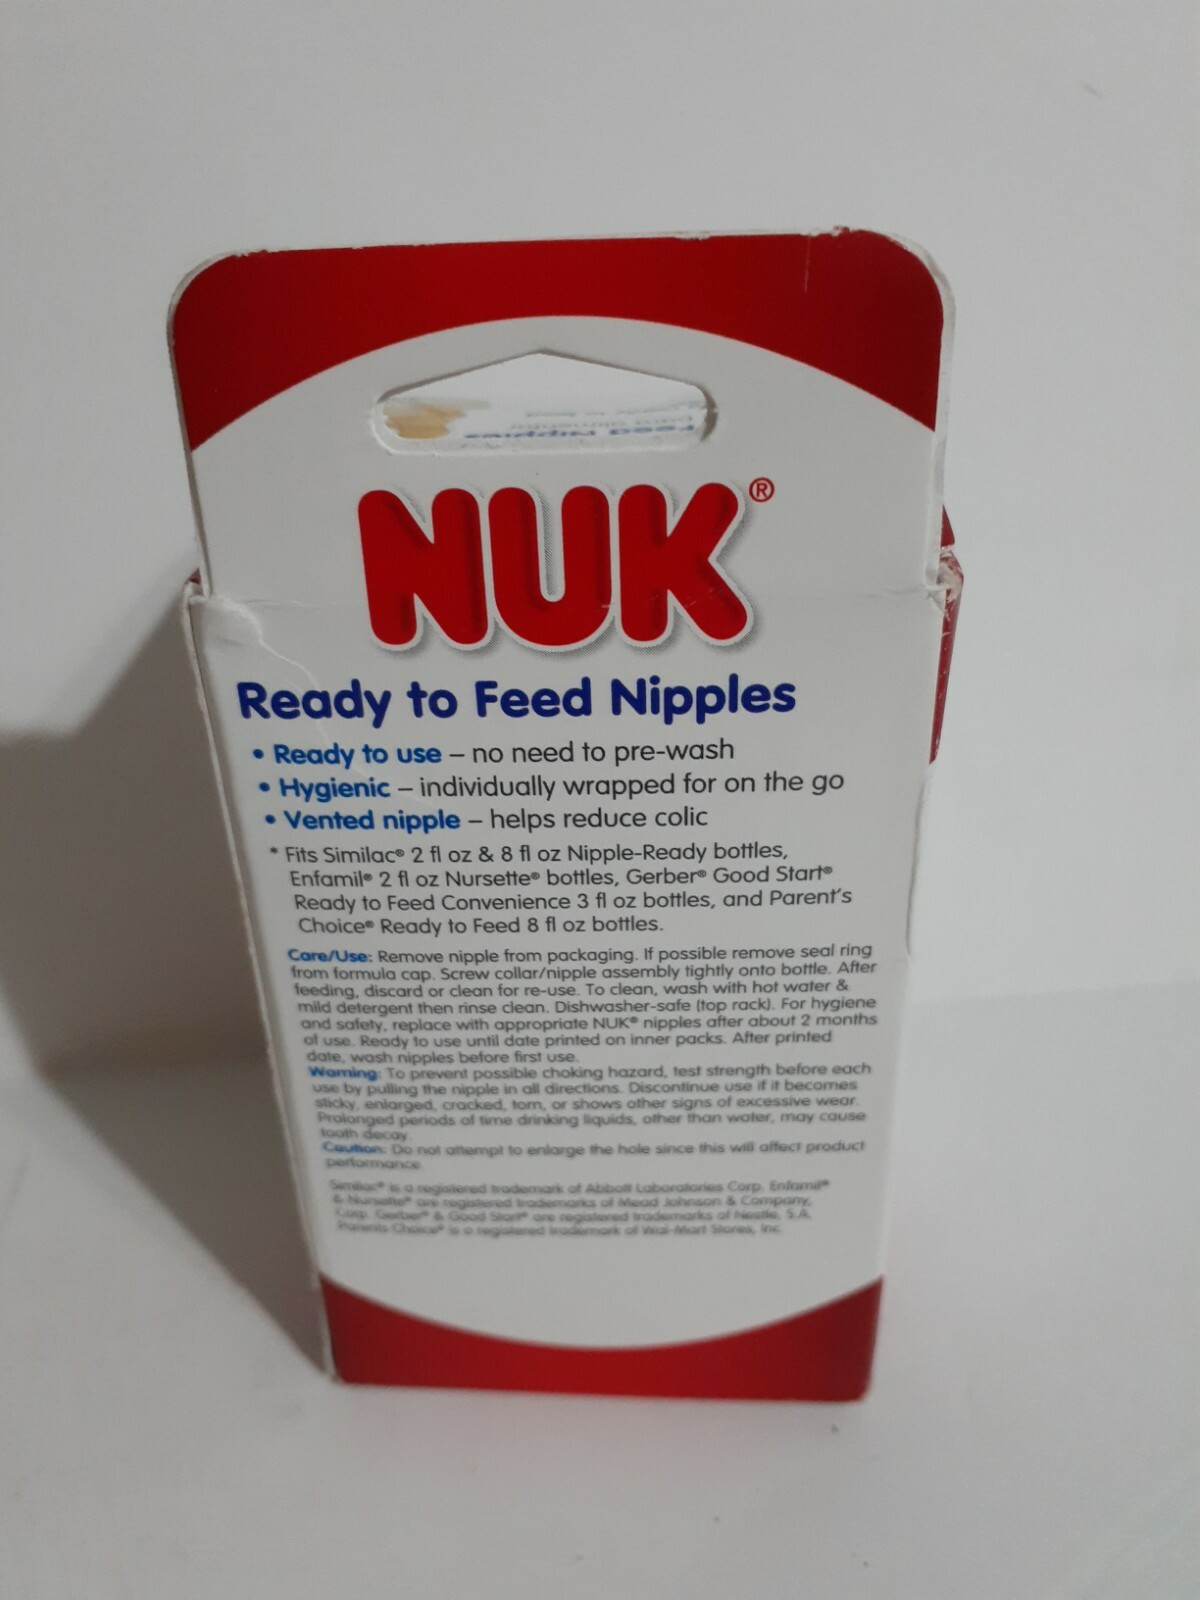 NUK®
Ready to Feed Nipples
• Ready to use – no need to pre-wash
• Hygienic – individually wrapped for on the go
• Vented nipple – helps reduce colic
* Fits Similac® 2 fl oz & 8 fl oz Nipple-Ready bottles,
Enfamil® 2 fl oz Nursette® bottles, Gerber® Good Start®
Ready to Feed Convenience 3 fl oz bottles, and Parent's
Choice® Ready to Feed 8 fl oz bottles.
Care/Use: Remove nipple from packaging. If possible remove seal ring
from formula cap. Screw collar/nipple assembly tightly onto bottle. After
feeding, discard or clean for re-use. To clean, wash with hot water &
mild detergent then rinse clean. Dishwasher-safe (top rack). For hygiene
and safety, replace with appropriate NUK® nipples after about 2 months
of use. Ready to use until date printed on inner packs. After printed
date, wash nipples before first use.
Warning: To prevent possible choking hazard, test strength before each
use by pulling the nipple in all directions. Discontinue use if it becomes
sticky, enlarged, cracked, torn, or shows other signs of excessive wear.
Prolonged periods of time drinking liquids, other than water, may cause
tooth decay.
Caution: Do not attempt to enlarge the hole since this will affect product
performance.
Similac® is a registered trademark of Abbott Laboratories Corp. Enfamil®
& Nursette® are registered trademarks of Mead Johnson & Company,
Corp. Gerber® & Good Start® are registered trademarks of Nestle, S.A.
Parents Choice® is a registered trademark of Wal-Mart Stores, Inc.
Feed Nipples
para alimentar